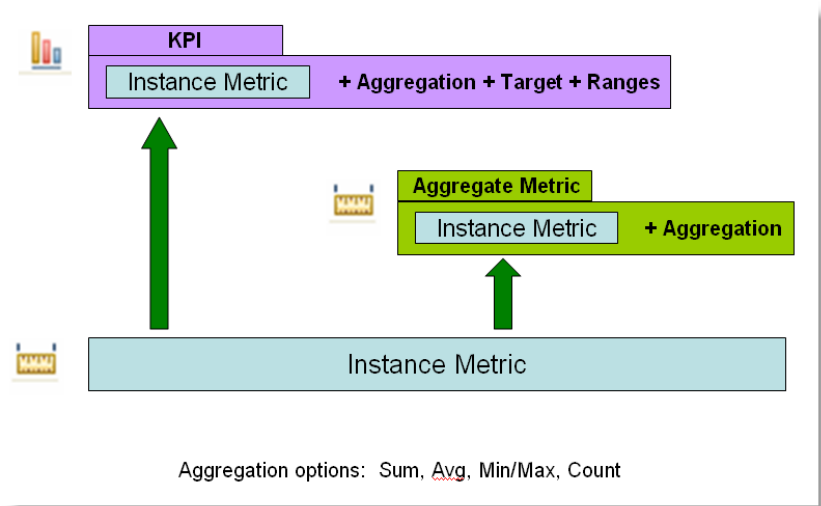 KPI
Instance Metric + Aggregation + Target + Ranges
Aggregate Metric
Instance Metric + Aggregation
Instance Metric
Aggregation options: Sum, Avg, Min/Max, Count